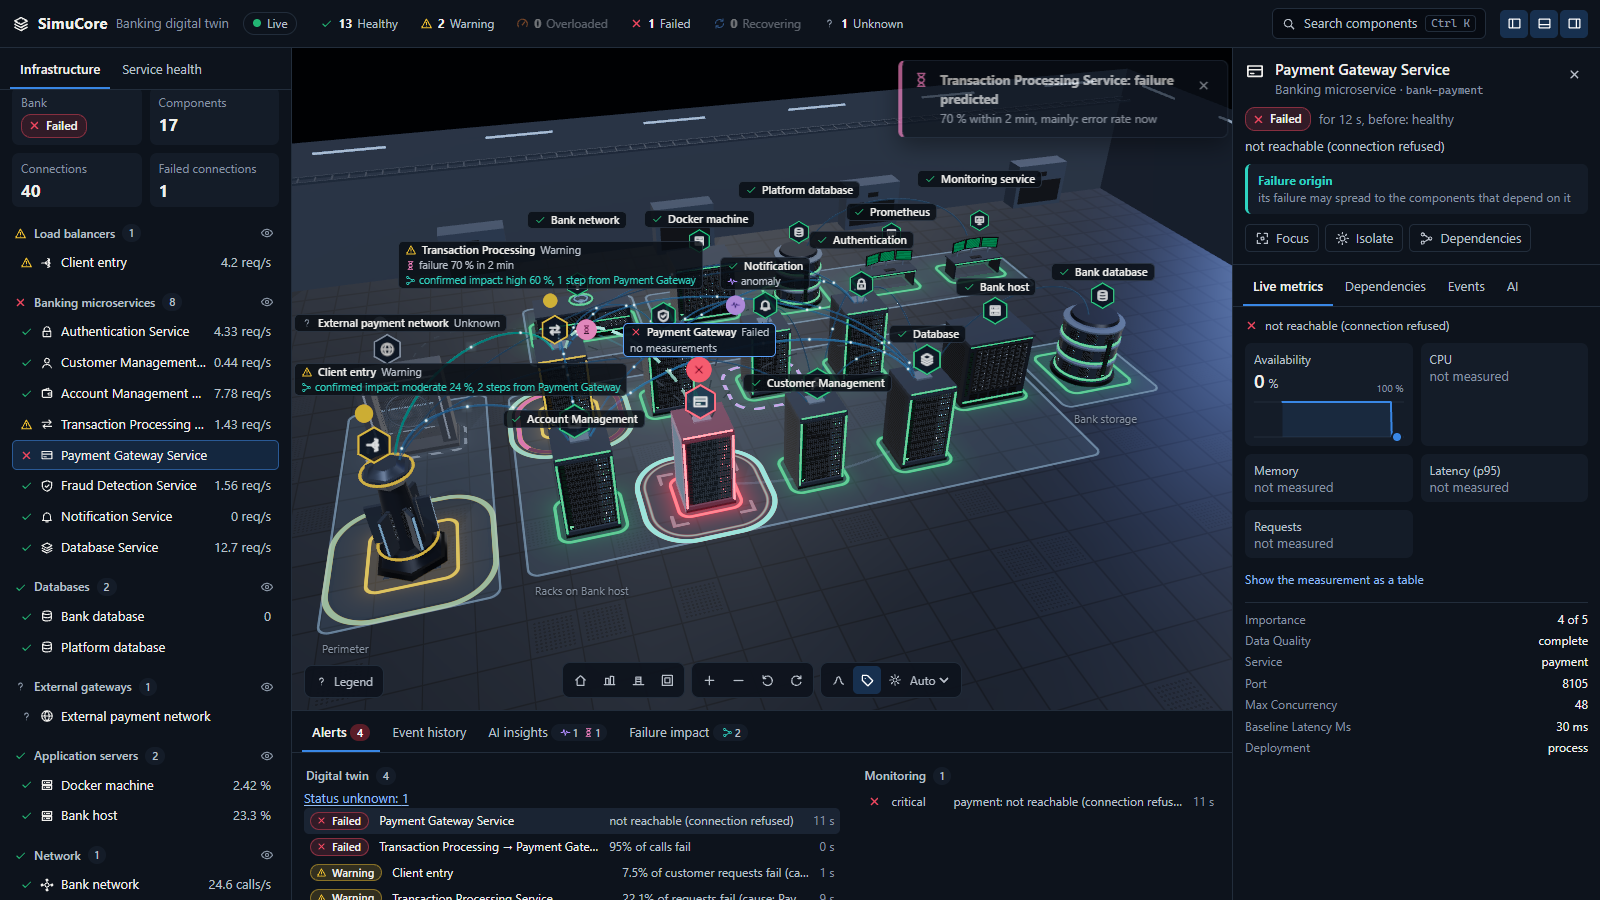 SimuCore
Banking digital twin
Live
13 Healthy
2 Warning
0 Overloaded
1 Failed
0 Recovering
? 1 Unknown
Search components Ctrl K
Infrastructure
Service health
Bank
Failed
Components
17
Connections
40
Failed connections
1
Load balancers 1
Client entry 4.2 req/s
Banking microservices 8
Authentication Service 4.33 req/s
Customer Management... 0.44 req/s
Account Management ... 7.78 req/s
Transaction Processing ... 1.43 req/s
Payment Gateway Service
Fraud Detection Service 1.56 req/s
Notification Service 0 req/s
Database Service 12.7 req/s
Databases 2
Bank database 0
Platform database
? External gateways 1
? External payment network
Application servers 2
Docker machine 2.42 %
Bank host 23.3 %
Network 1
Bank network 24.6 calls/s
Transaction Processing Service: failure
predicted
70 % within 2 min, mainly: error rate now
Monitoring service
Platform database
Prometheus
Bank network
Docker machine
Authentication
Transaction Processing Warning
failure 70 % in 2 min
confirmed impact: high 60 %, 1 step from Payment Gateway
Notification
anomaly
Bank database
Bank host
? External payment network Unknown
Payment Gateway Failed
no measurements
Database
Client entry Warning
confirmed impact: moderate 24 %, 2 steps from Payment Gateway
Customer Management
Account Management
Bank storage
Racks on Bank host
Perimeter
? Legend
Auto
Alerts 4
Event history
AI insights 1 1
Failure impact 2
Digital twin 4
Status unknown: 1
Failed Payment Gateway Service not reachable (connection refused) 11 s
Failed Transaction Processing → Payment Gate... 95% of calls fail 0 s
Warning Client entry 7.5% of customer requests fail (ca... 1 s
Warning Transaction Processing Service 22.1% of requests fail (cause: Pay... 9 s
Monitoring 1
critical payment: not reachable (connection refus... 11 s
Payment Gateway Service
Banking microservice · bank-payment
Failed for 12 s, before: healthy
not reachable (connection refused)
Failure origin
its failure may spread to the components that depend on it
Focus
Isolate
Dependencies
Live metrics
Dependencies
Events
AI
not reachable (connection refused)
Availability
0 %
100 %
CPU
not measured
Memory
not measured
Latency (p95)
not measured
Requests
not measured
Show the measurement as a table
Importance 4 of 5
Data Quality complete
Service payment
Port 8105
Max Concurrency 48
Baseline Latency Ms 30 ms
Deployment process